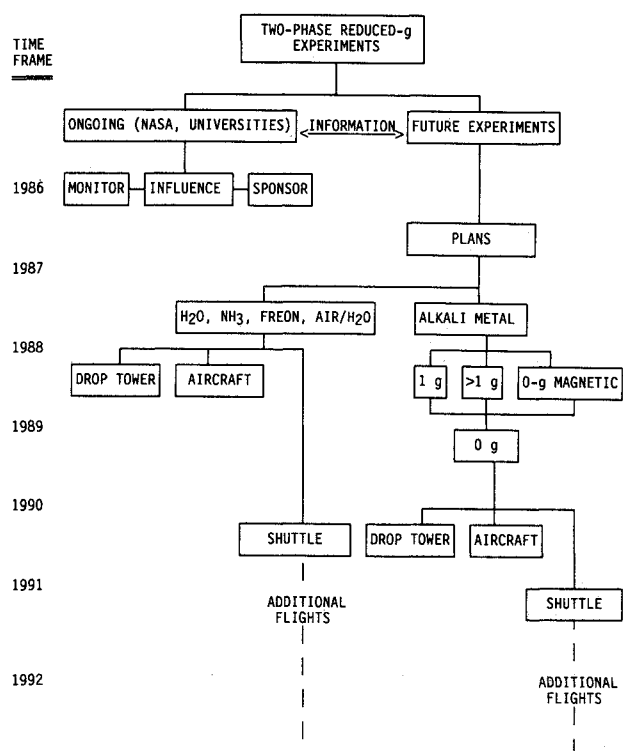 TWO-PHASE REDUCED-g
EXPERIMENTS
TIME
FRAME
ONGOING (NASA, UNIVERSITIES)
INFORMATION
FUTURE EXPERIMENTS
1986
MONITOR
INFLUENCE
SPONSOR
PLANS
1987
H2O, NH3, FREON, AIR/H2O
ALKALI METAL
1988
DROP TOWER
AIRCRAFT
1 g
>1 g
0-g MAGNETIC
1989
0 g
1990
SHUTTLE
DROP TOWER
AIRCRAFT
1991
ADDITIONAL
FLIGHTS
SHUTTLE
1992
ADDITIONAL
FLIGHTS